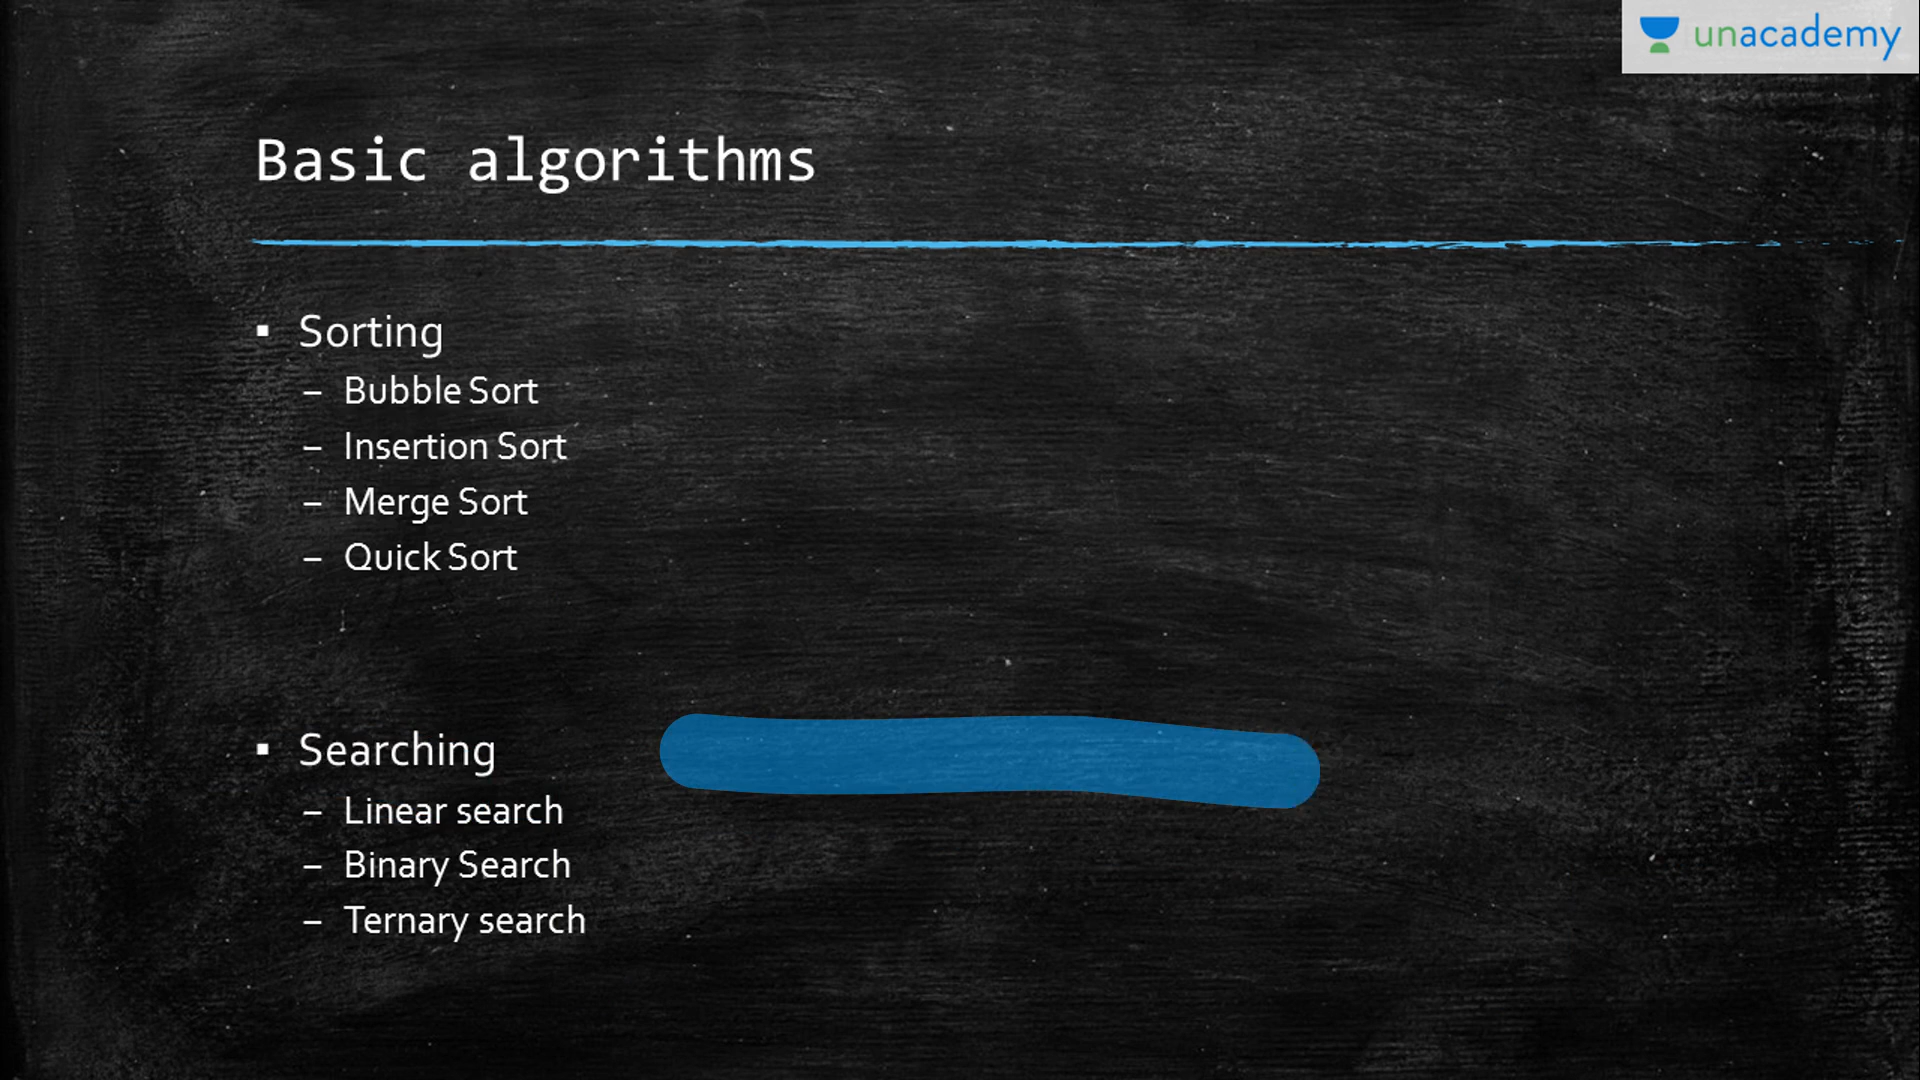 unacademy
Basic algorithms
▪ Sorting
– Bubble Sort
– Insertion Sort
– Merge Sort
– Quick Sort
▪ Searching
– Linear search
– Binary Search
– Ternary search